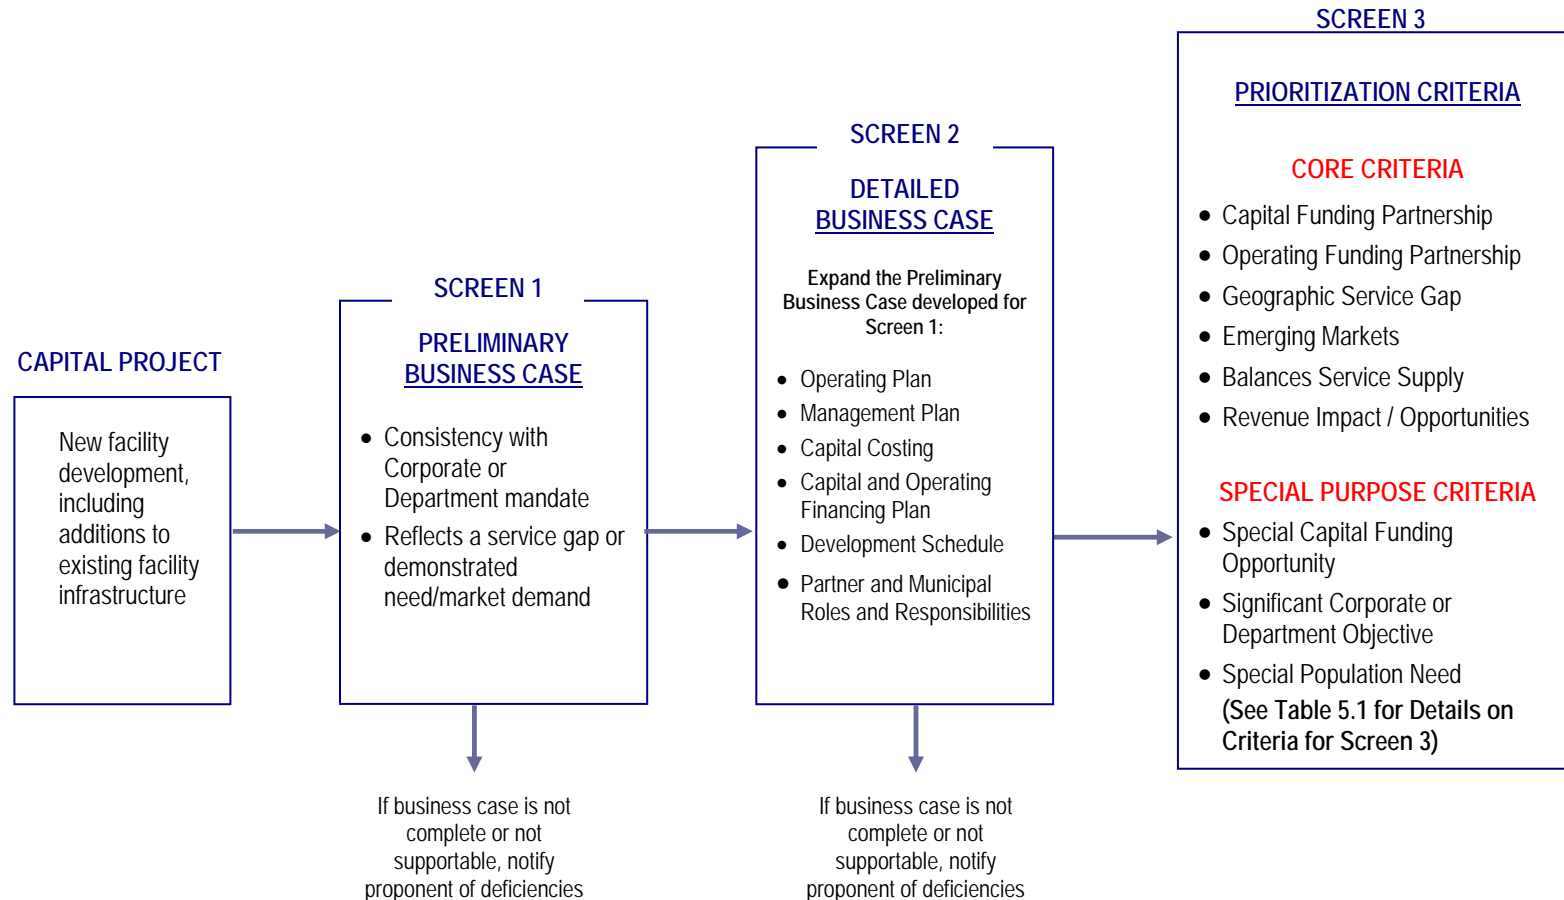 CAPITAL PROJECT
New facility
development,
including
additions to
existing facility
infrastructure
SCREEN 1
PRELIMINARY
BUSINESS CASE
• Consistency with
Corporate or
Department mandate
• Reflects a service gap or
demonstrated
need/market demand
If business case is not
complete or not
supportable, notify
proponent of deficiencies
SCREEN 2
DETAILED
BUSINESS CASE
Expand the Preliminary
Business Case developed for
Screen 1:
• Operating Plan
• Management Plan
• Capital Costing
• Capital and Operating
Financing Plan
• Development Schedule
• Partner and Municipal
Roles and Responsibilities
If business case is not
complete or not
supportable, notify
proponent of deficiencies
SCREEN 3
PRIORITIZATION CRITERIA
CORE CRITERIA
• Capital Funding Partnership
• Operating Funding Partnership
• Geographic Service Gap
• Emerging Markets
• Balances Service Supply
• Revenue Impact / Opportunities
SPECIAL PURPOSE CRITERIA
• Special Capital Funding
Opportunity
• Significant Corporate or
Department Objective
• Special Population Need
(See Table 5.1 for Details on
Criteria for Screen 3)